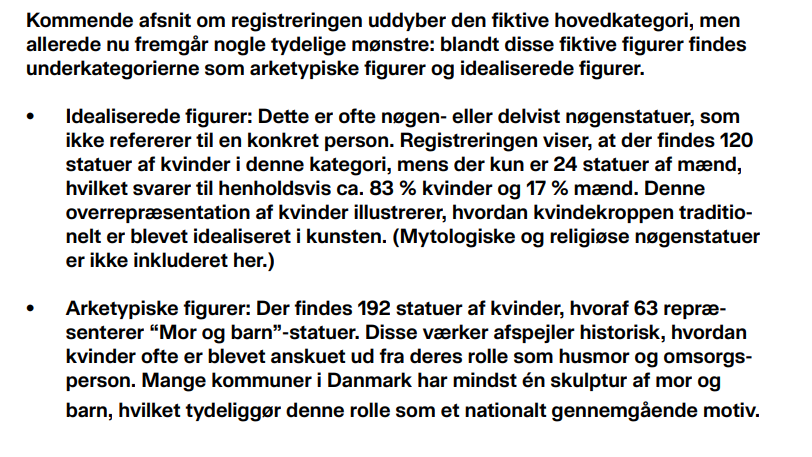 Kommende afsnit om registreringen uddyber den fiktive hovedkategori, men
allerede nu fremgår nogle tydelige mønstre: blandt disse fiktive figurer findes
underkategorierne som arketypiske figurer og idealiserede figurer.
• Idealiserede figurer: Dette er ofte nøgen- eller delvist nøgenstatuer, som
ikke refererer til en konkret person. Registreringen viser, at der findes 120
statuer af kvinder i denne kategori, mens der kun er 24 statuer af mænd,
hvilket svarer til henholdsvis ca. 83 % kvinder og 17 % mænd. Denne
overrepræsentation af kvinder illustrerer, hvordan kvindekroppen traditio-
nelt er blevet idealiseret i kunsten. (Mytologiske og religiøse nøgenstatuer
er ikke inkluderet her.)
• Arketypiske figurer: Der findes 192 statuer af kvinder, hvoraf 63 repræ-
senterer “Mor og barn”-statuer. Disse værker afspejler historisk, hvordan
kvinder ofte er blevet anskuet ud fra deres rolle som husmor og omsorgs-
person. Mange kommuner i Danmark har mindst én skulptur af mor og
barn, hvilket tydeliggør denne rolle som et nationalt gennemgående motiv.